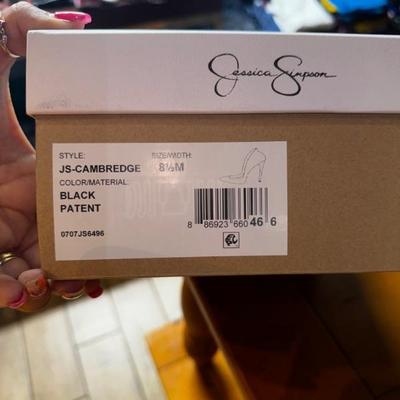 Jessica Simpson
STYLE: SIZE/WIDTH:
JS-CAMBREDGE 8½M
COLOR/MATERIAL:
BLACK
PATENT
0707JS6496
8 86923 660 46 6